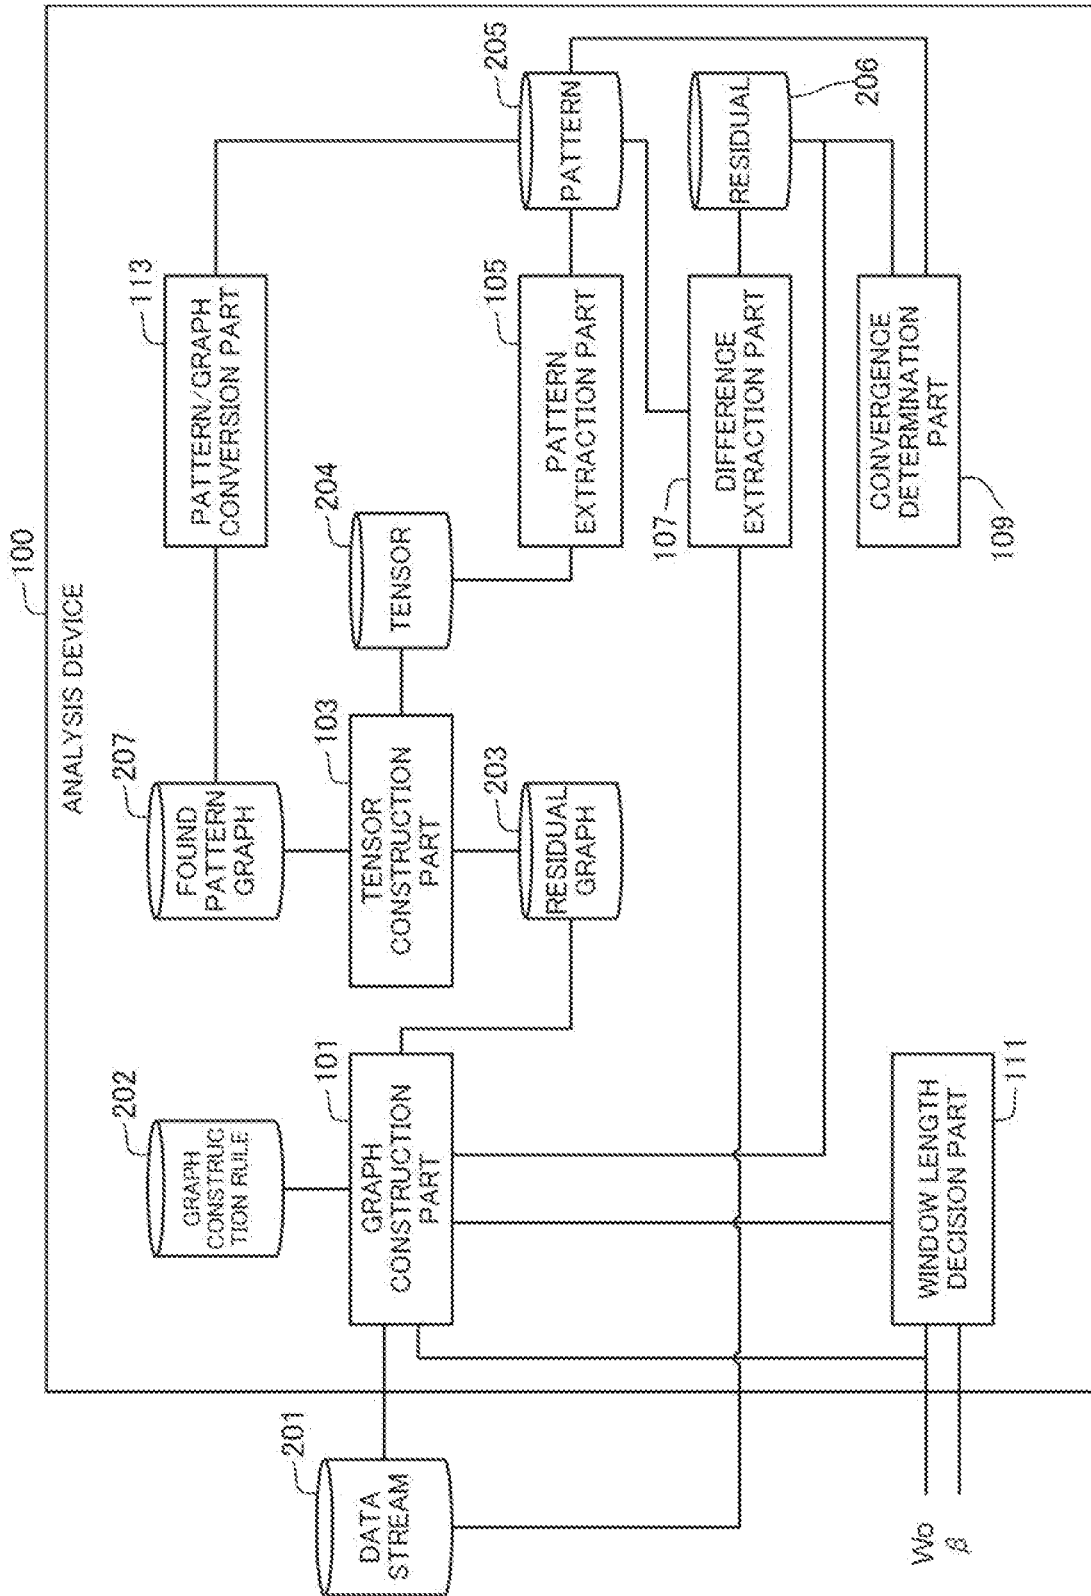 100
ANALYSIS DEVICE
201
DATA
STREAM
202
GRAPH
CONSTRUC
TION RULE
101
GRAPH
CONSTRUCTION
PART
207
FOUND
PATTERN
GRAPH
103
TENSOR
CONSTRUCTION
PART
203
RESIDUAL
GRAPH
204
TENSOR
113
PATTERN/GRAPH
CONVERSION PART
205
PATTERN
105
PATTERN
EXTRACTION PART
206
RESIDUAL
107
DIFFERENCE
EXTRACTION PART
CONVERGENCE
DETERMINATION
PART
109
111
WINDOW LENGTH
DECISION PART
Wo
β